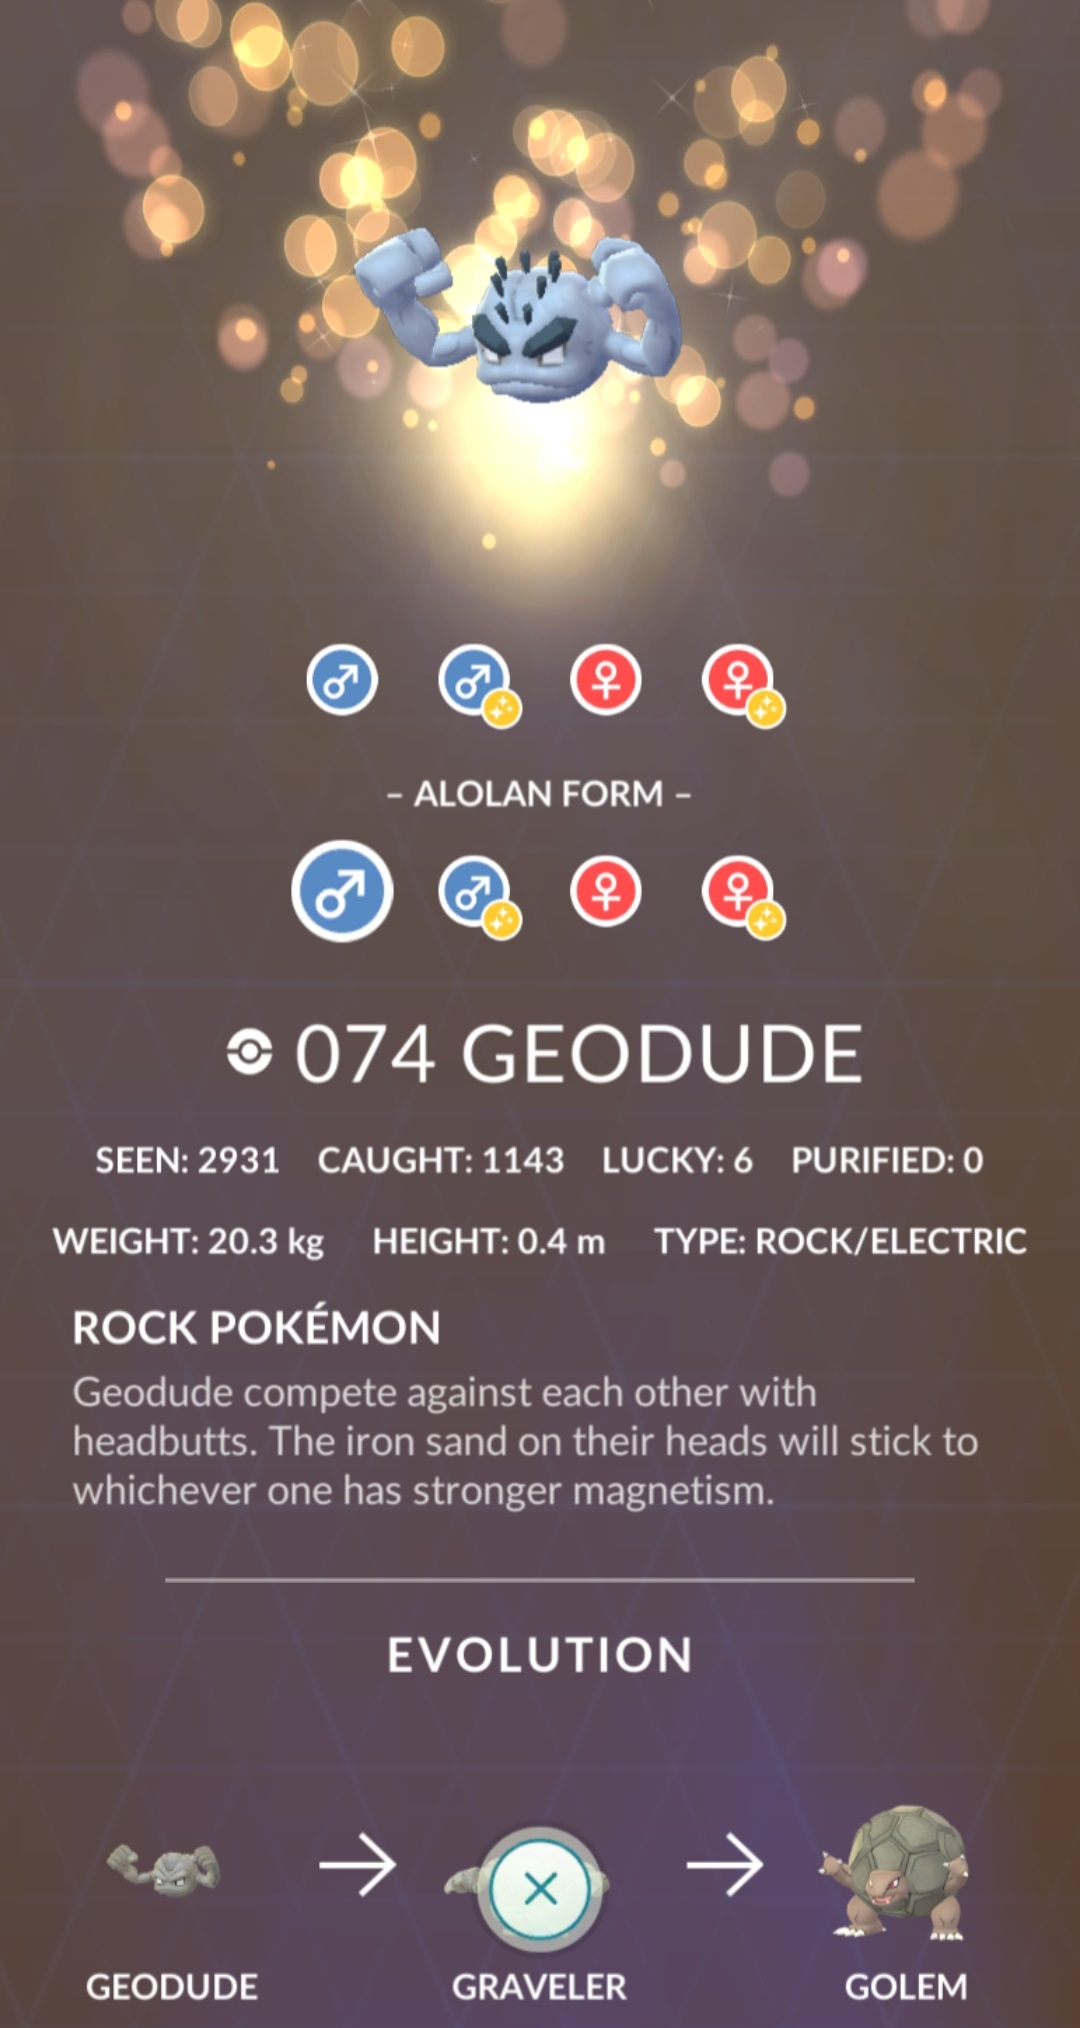 – ALOLAN FORM –
074 GEODUDE
SEEN: 2931 CAUGHT: 1143 LUCKY: 6 PURIFIED: 0
WEIGHT: 20.3 kg HEIGHT: 0.4 m TYPE: ROCK/ELECTRIC
ROCK POKÉMON
Geodude compete against each other with
headbutts. The iron sand on their heads will stick to
whichever one has stronger magnetism.
EVOLUTION
GEODUDE GRAVELER GOLEM